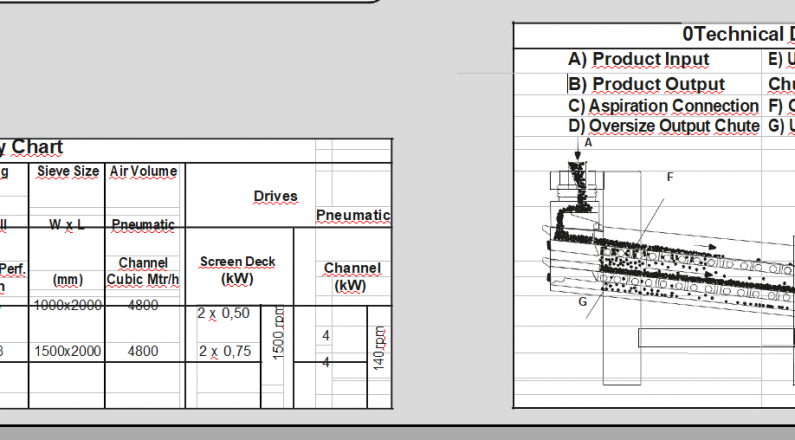 y Chart
g Sieve Size Air Volume
Drives
ll W x L Pneumatic Pneumatic
Perf. Channel Screen Deck Channel
n (mm) Cubic Mtr/h (kW) (kW)
1000x2000 4800 2 x 0,50 1500 rpm 4 140 rpm
3 1500x2000 4800 2 x 0,75 4
0Technical D
A) Product Input E) U
B) Product Output Chu
C) Aspiration Connection F) C
D) Oversize Output Chute G) U
A
F
G